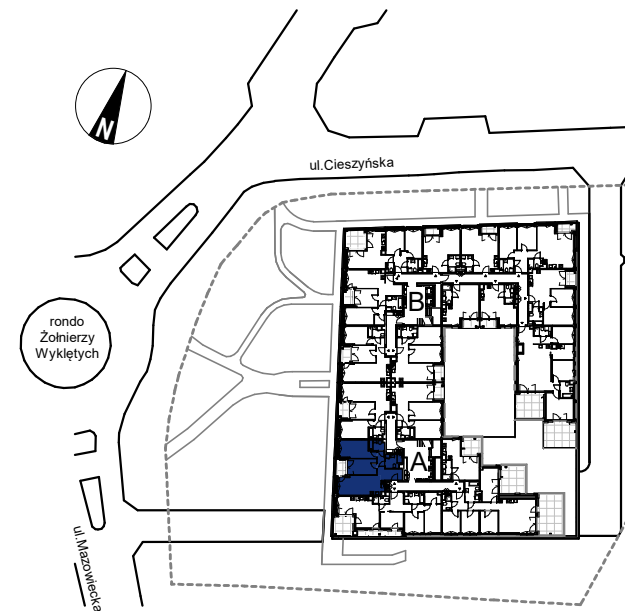 N
ul.Cieszyńska
B
rondo
Żołnierzy
Wyklętych
A
ul.Mazowiecka